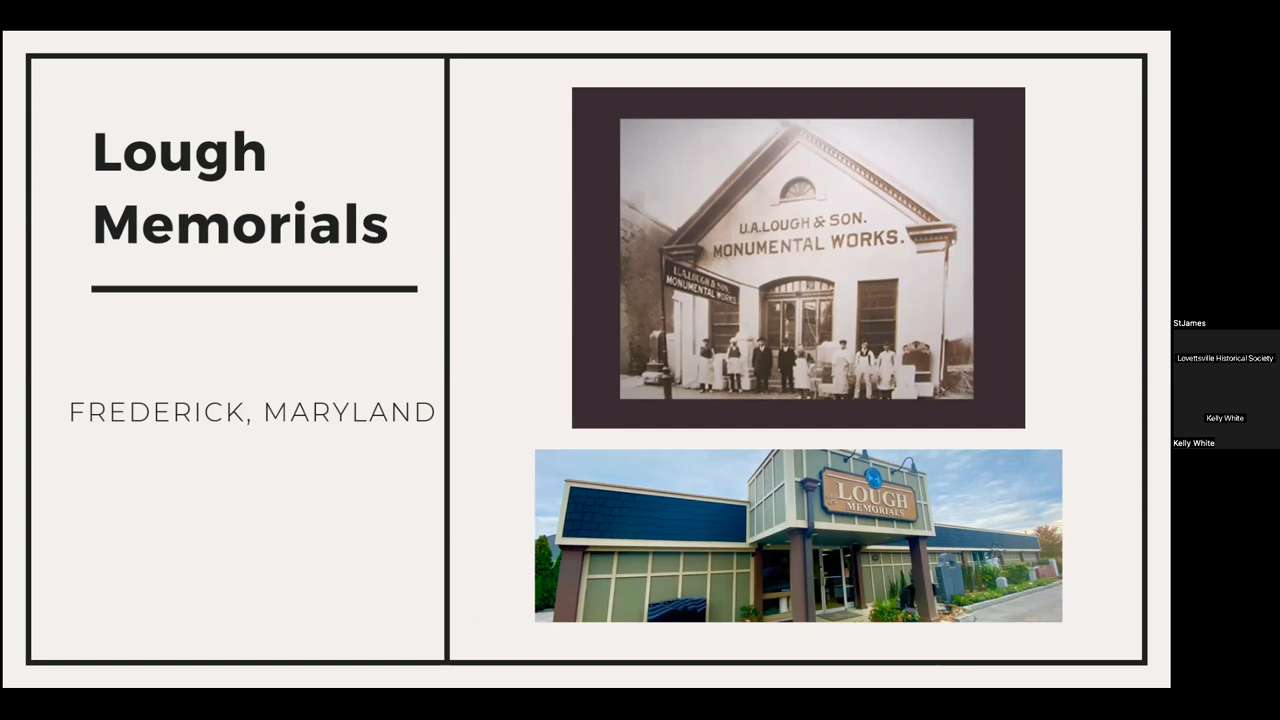 Lough
Memorials
FREDERICK, MARYLAND
U.A.LOUGH & SON.
MONUMENTAL WORKS.
U.A.LOUGH & SON.
MONUMENTAL WORKS
LOUGH
MEMORIALS
StJames
Lovettsville Historical Society
Kelly White
Kelly White